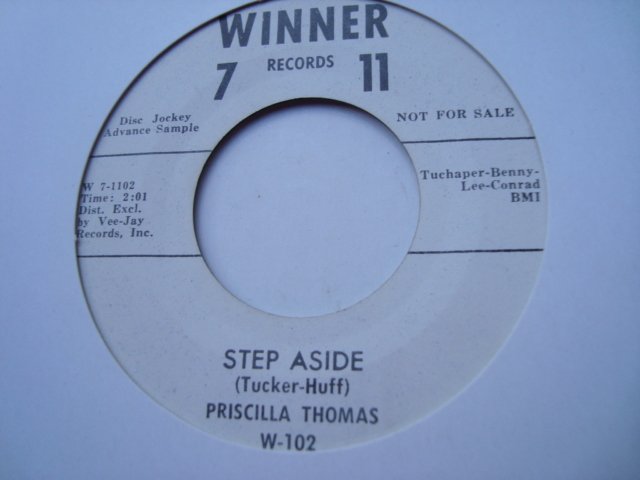 WINNER
7 RECORDS 11
Disc Jockey
Advance Sample
NOT FOR SALE
W 7-1102
Time: 2:01
Dist. Excl.
by Vee-Jay
Records, Inc.
Tuchaper-Benny-
Lee-Conrad
BMI
STEP ASIDE
(Tucker-Huff)
PRISCILLA THOMAS
W-102